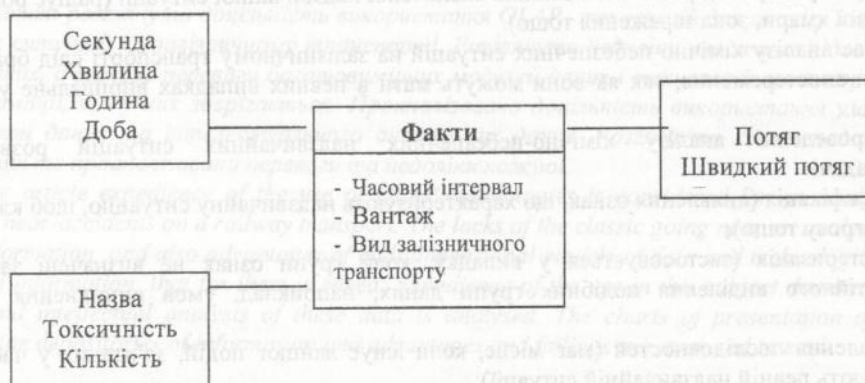 Секунда
Хвилина
Година
Доба
Факти
- Часовий інтервал
- Вантаж
- Вид залізничного
транспорту
Потяг
Швидкий потяг
Назва
Токсичність
Кількість